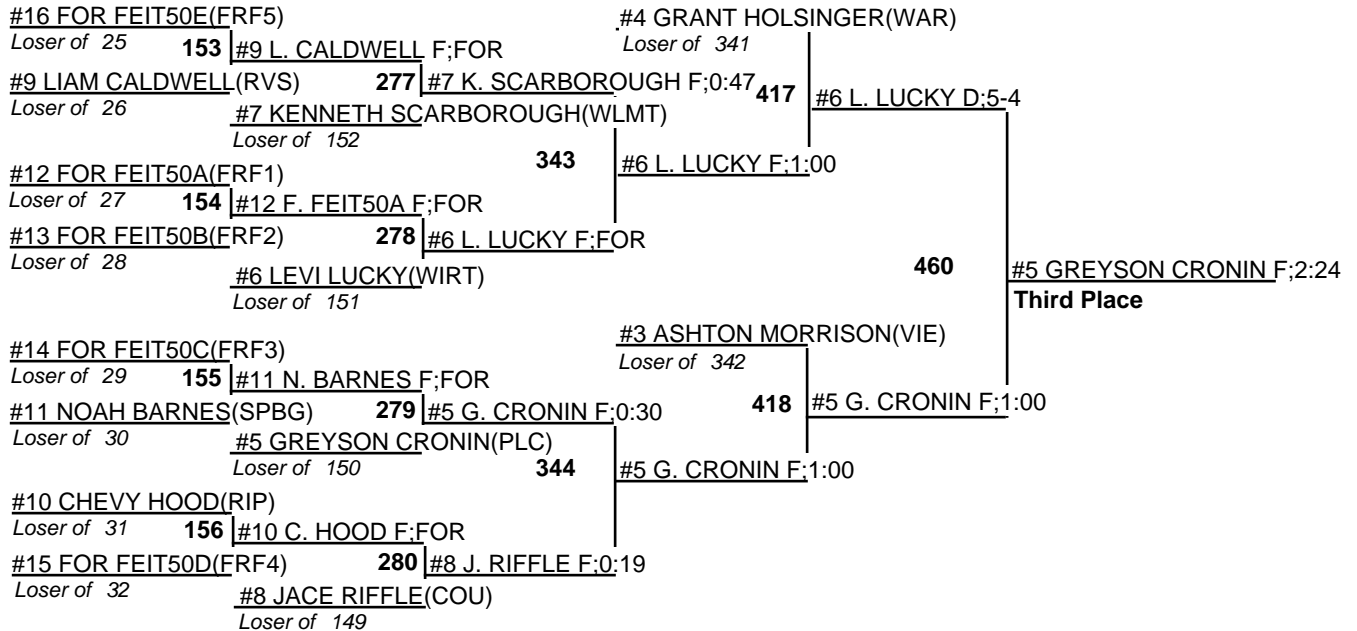 #16 FOR FEIT50E(FRF5)
Loser of 25
153
#9 L. CALDWELL F;FOR
#9 LIAM CALDWELL(RVS)
Loser of 26
277
#7 K. SCARBOROUGH F;0:47
#7 KENNETH SCARBOROUGH(WLMT)
Loser of 152
#12 FOR FEIT50A(FRF1)
Loser of 27
154
#12 F. FEIT50A F;FOR
#13 FOR FEIT50B(FRF2)
Loser of 28
278
#6 L. LUCKY F;FOR
#6 LEVI LUCKY(WIRT)
Loser of 151
343
#6 L. LUCKY F;1:00
#4 GRANT HOLSINGER(WAR)
Loser of 341
417
#6 L. LUCKY D;5-4
#14 FOR FEIT50C(FRF3)
Loser of 29
155
#11 N. BARNES F;FOR
#11 NOAH BARNES(SPBG)
Loser of 30
279
#5 G. CRONIN F;0:30
#5 GREYSON CRONIN(PLC)
Loser of 150
#10 CHEVY HOOD(RIP)
Loser of 31
156
#10 C. HOOD F;FOR
#15 FOR FEIT50D(FRF4)
Loser of 32
280
#8 J. RIFFLE F;0:19
#8 JACE RIFFLE(COU)
Loser of 149
344
#5 G. CRONIN F;1:00
#3 ASHTON MORRISON(VIE)
Loser of 342
418
#5 G. CRONIN F;1:00
460
#5 GREYSON CRONIN F;2:24
Third Place